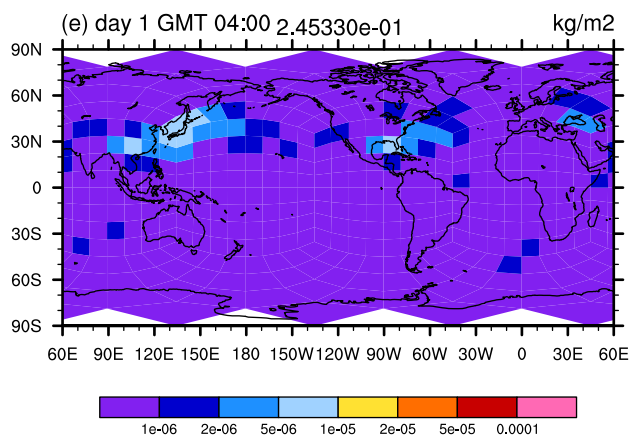 (e) day 1 GMT 04:00 2.45330e-01 kg/m2
90N
60N
30N
0
30S
60S
90S
60E 90E 120E 150E 180 150W 120W 90W 60W 30W 0 30E 60E
1e-06 2e-06 5e-06 1e-05 2e-05 5e-05 0.0001